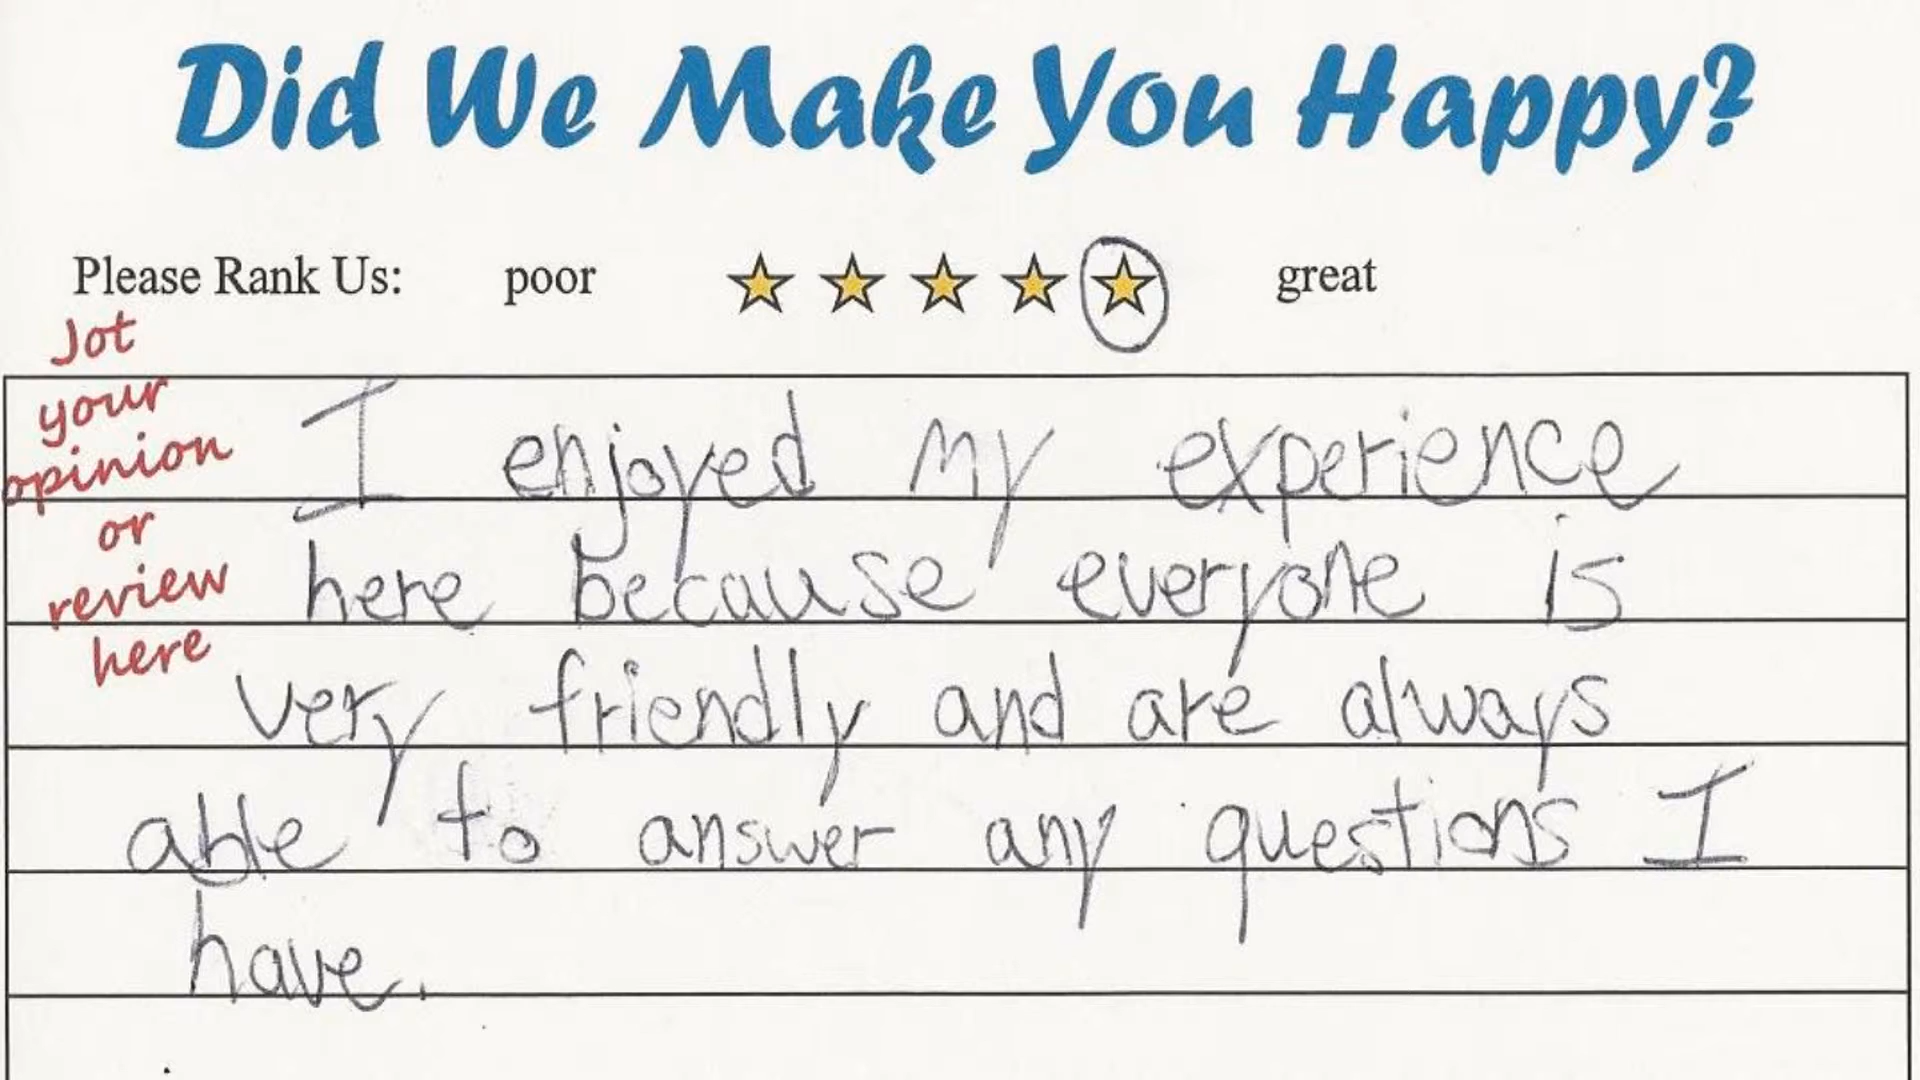 Did We Make You Happy?
Please Rank Us: poor great
Jot
your
opinion
or
review
here
I enjoyed my experience
here because everyone is
very friendly and are always
able to answer any questions I
have.